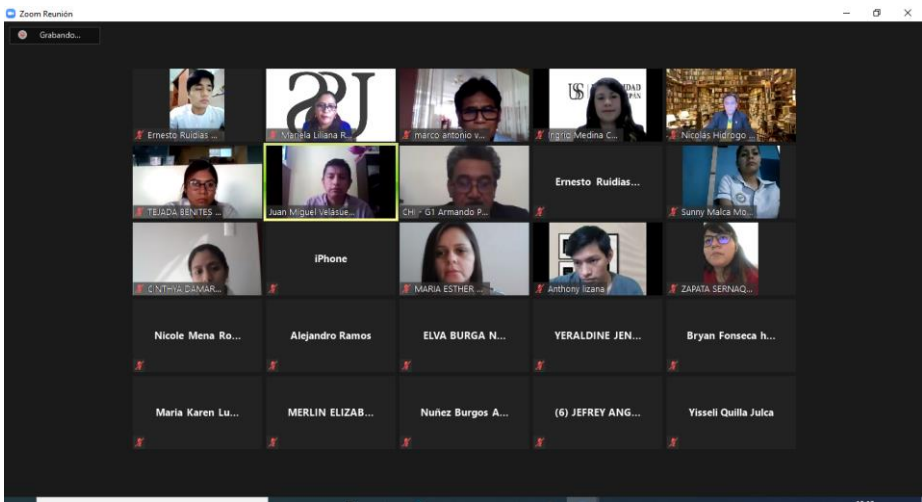 Zoom Reunión
Grabando...
Ernesto Ruidias ...
Mariela Liliana R...
marco antonio v...
Ingrid Medina C...
Nicolás Hidrogo ...
TEJADA BENITES ...
Juan Miguel Velásue...
CHI - G1 Armando P...
Ernesto Ruidias...
Sunny Malca Mo...
CINTHYA DAMAR...
iPhone
MARIA ESTHER ...
Anthony lizana
ZAPATA SERNAQ...
Nicole Mena Ro...
Alejandro Ramos
ELVA BURGA N...
YERALDINE JEN...
Bryan Fonseca h...
Maria Karen Lu...
MERLIN ELIZAB...
Nuñez Burgos A...
(6) JEFREY ANG...
Yisseli Quilla Julca